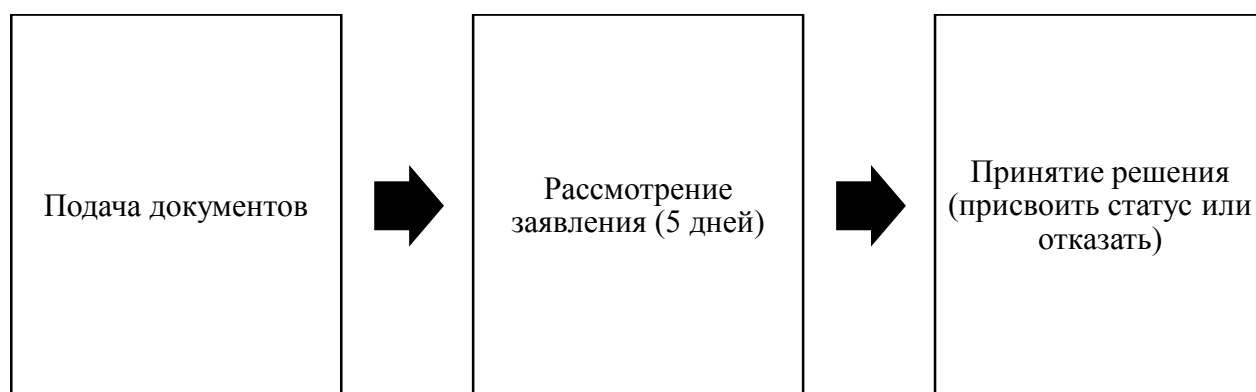 Подача документов
Рассмотрение
заявления (5 дней)
Принятие решения
(присвоить статус или
отказать)